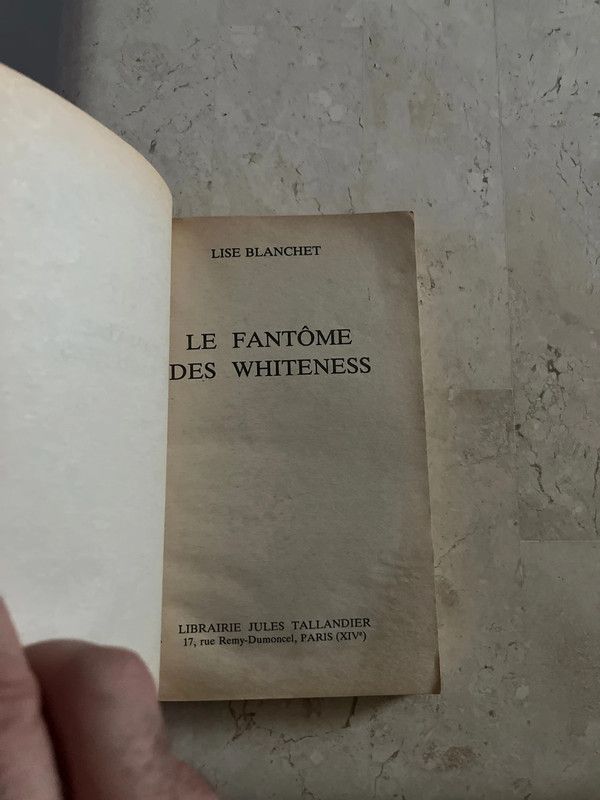 LISE BLANCHET
LE FANTÔME
DES WHITENESS
LIBRAIRIE JULES TALLANDIER
17, rue Remy-Dumoncel, PARIS (XIVᵉ)